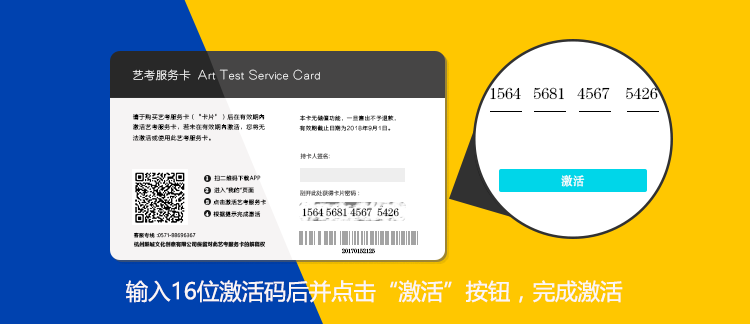 艺考服务卡 Art Test Service Card
请于购买艺考服务卡（“卡片”）后在有效期内
激活艺考服务卡，若未在有效期内激活，您将无
法激活或使用此艺考服务卡。
本卡无储值功能，一旦售出不予退款。
有效期截止日期为2018年9月1日。
持卡人签名:
刮开此处获得卡片密码：
1564 5681 4567 5426
20170152125
1 扫二维码下载APP
2 进入“我的”页面
3 点击激活艺考服务卡
4 按提示完成激活
客服专线:0571-88696367
杭州新城文化创意有限公司保留对此艺考服务卡的解释权
1564 5681 4567 5426
激活
输入16位激活码后并点击“激活”按钮，完成激活